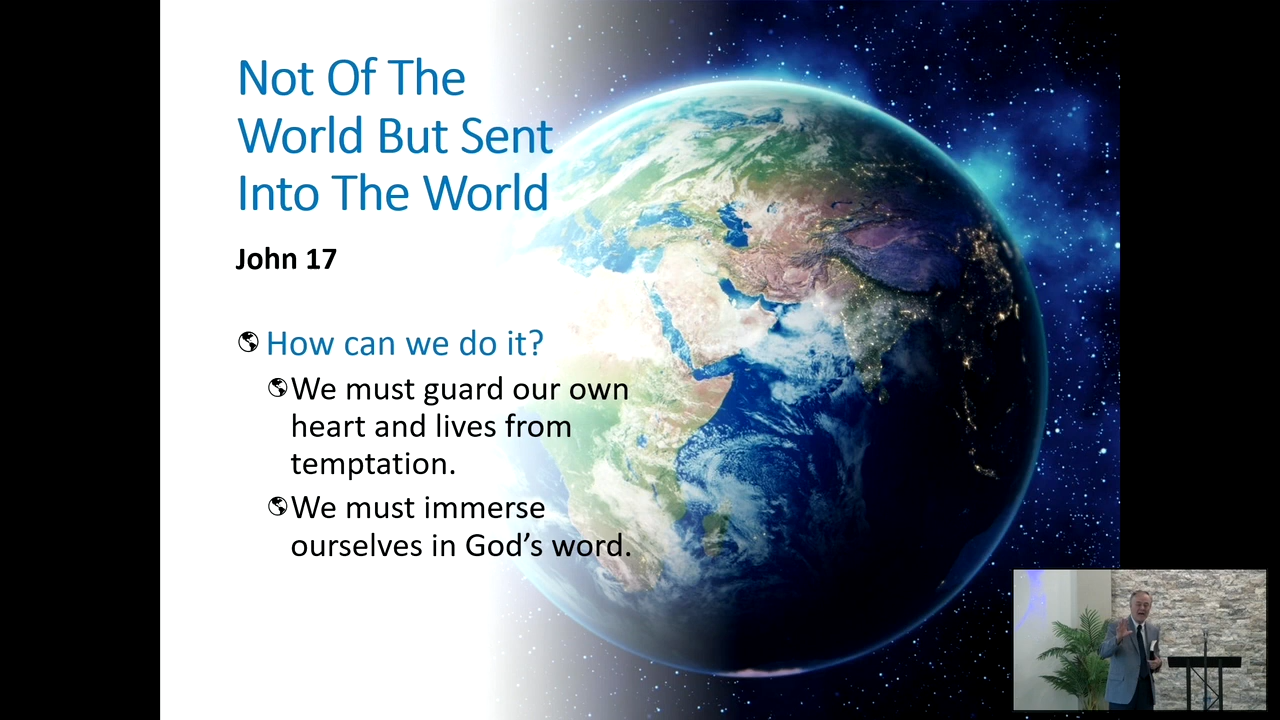 Not Of The
World But Sent
Into The World
John 17
How can we do it?
We must guard our own
heart and lives from
temptation.
We must immerse
ourselves in God’s word.